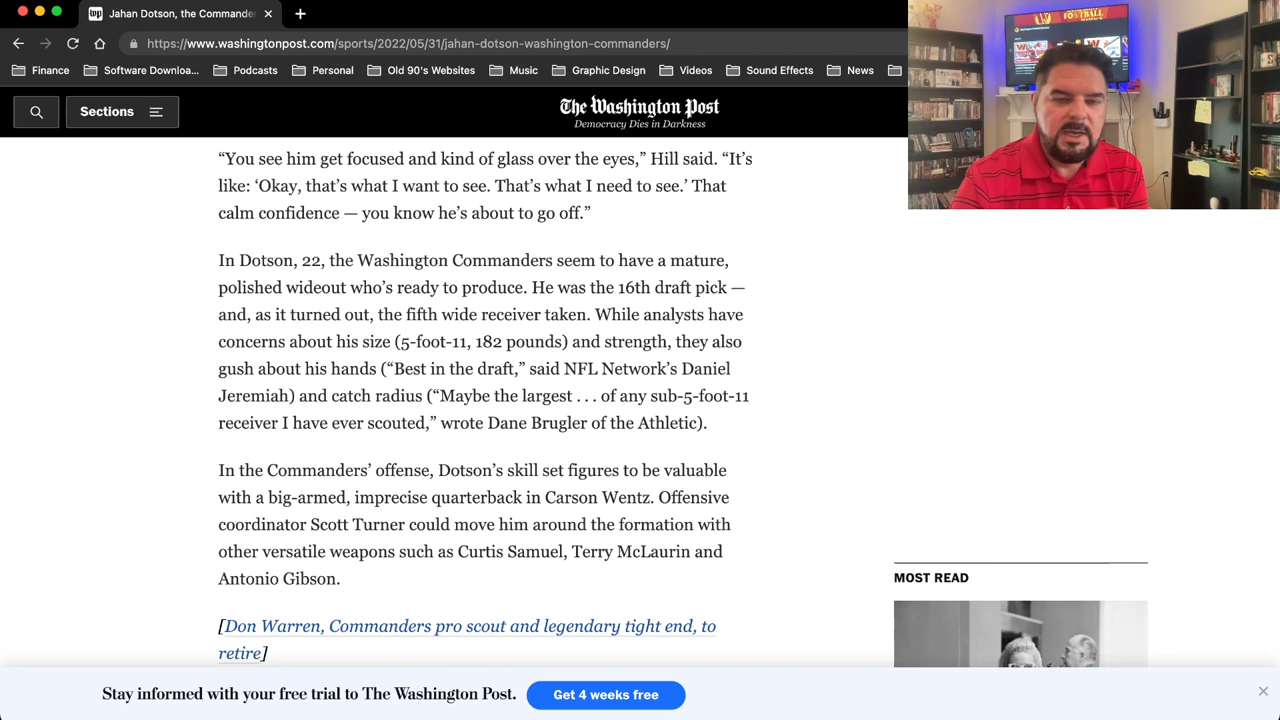 Jahan Dotson, the Commander
https://www.washingtonpost.com/sports/2022/05/31/jahan-dotson-washington-commanders/
Finance
Software Downloa...
Podcasts
Old 90's Websites
Music
Graphic Design
Videos
Sound Effects
News
Sections
The Washington Post
Democracy Dies in Darkness
“You see him get focused and kind of glass over the eyes,” Hill said. “It’s
like: ‘Okay, that’s what I want to see. That’s what I need to see.’ That
calm confidence — you know he’s about to go off.”
In Dotson, 22, the Washington Commanders seem to have a mature,
polished wideout who’s ready to produce. He was the 16th draft pick —
and, as it turned out, the fifth wide receiver taken. While analysts have
concerns about his size (5-foot-11, 182 pounds) and strength, they also
gush about his hands (“Best in the draft,” said NFL Network’s Daniel
Jeremiah) and catch radius (“Maybe the largest . . . of any sub-5-foot-11
receiver I have ever scouted,” wrote Dane Brugler of the Athletic).
In the Commanders’ offense, Dotson’s skill set figures to be valuable
with a big-armed, imprecise quarterback in Carson Wentz. Offensive
coordinator Scott Turner could move him around the formation with
other versatile weapons such as Curtis Samuel, Terry McLaurin and
Antonio Gibson.
[Don Warren, Commanders pro scout and legendary tight end, to
retire]
MOST READ
Stay informed with your free trial to The Washington Post.
Get 4 weeks free